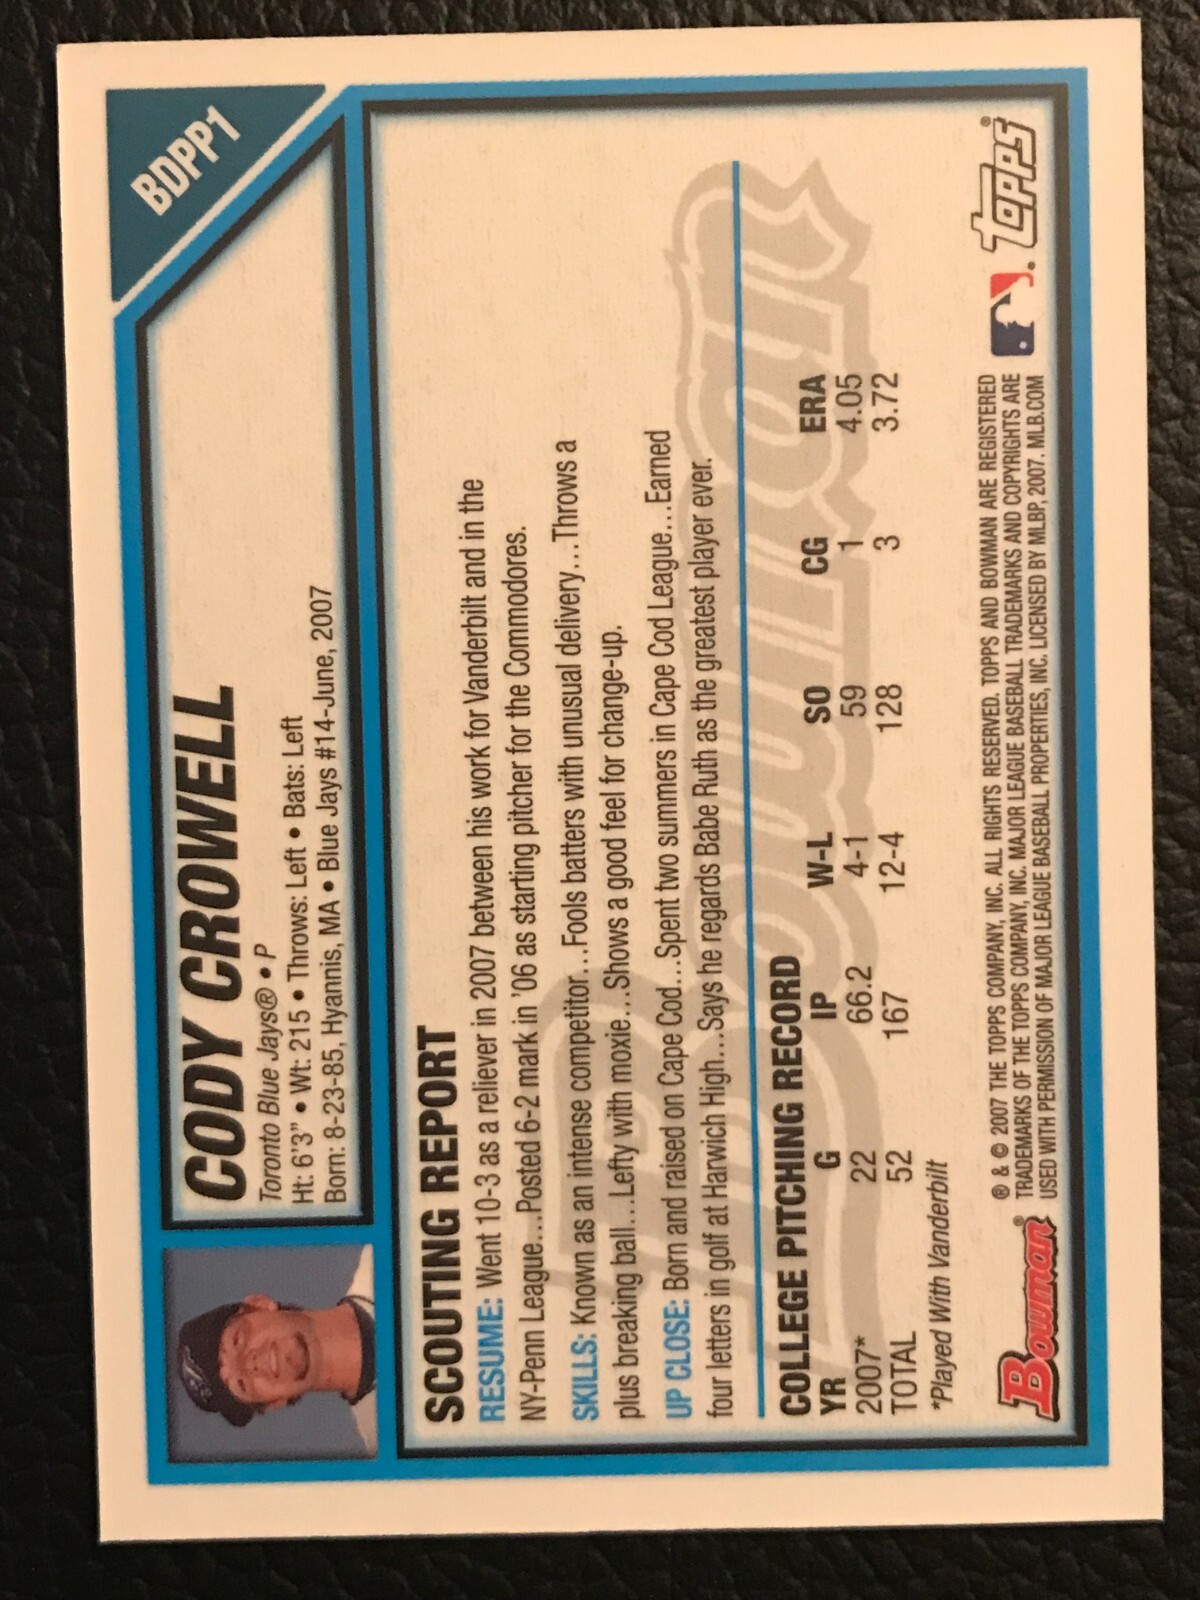 BDPP1
CODY CROWELL
Toronto Blue Jays® • P
Ht: 6'3" • Wt: 215 • Throws: Left • Bats: Left
Born: 8-23-85, Hyannis, MA • Blue Jays #14-June, 2007
SCOUTING REPORT
RESUME: Went 10-3 as a reliever in 2007 between his work for Vanderbilt and in the
NY-Penn League...Posted 6-2 mark in '06 as starting pitcher for the Commodores.
SKILLS: Known as an intense competitor...Fools batters with unusual delivery...Throws a
plus breaking ball...Lefty with moxie...Shows a good feel for change-up.
UP CLOSE: Born and raised on Cape Cod...Spent two summers in Cape Cod League...Earned
four letters in golf at Harwich High...Says he regards Babe Ruth as the greatest player ever.
Bowman
COLLEGE PITCHING RECORD
YR G IP W-L SO CG ERA
2007* 22 66.2 4-1 59 1 4.05
TOTAL 52 167 12-4 128 3 3.72
*Played With Vanderbilt
Bowman®
® & © 2007 THE TOPPS COMPANY, INC. ALL RIGHTS RESERVED. TOPPS AND BOWMAN ARE REGISTERED
TRADEMARKS OF THE TOPPS COMPANY, INC. MAJOR LEAGUE BASEBALL TRADEMARKS AND COPYRIGHTS ARE
USED WITH PERMISSION OF MAJOR LEAGUE BASEBALL PROPERTIES, INC. LICENSED BY MLBP, 2007. MLB.COM
Topps®